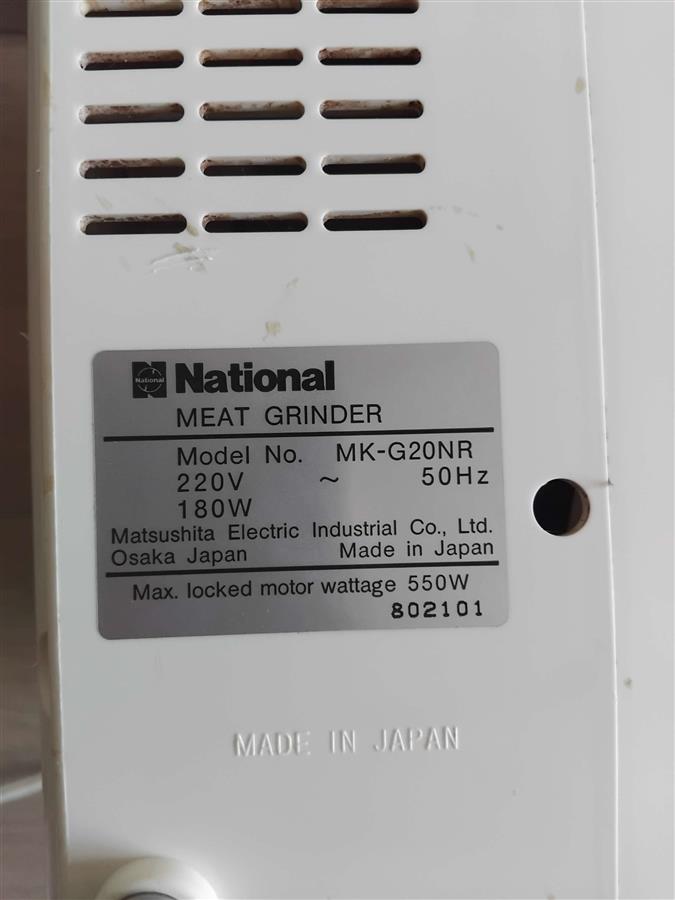 National National
MEAT GRINDER
Model No. MK-G20NR
220V ~ 50Hz
180W
Matsushita Electric Industrial Co., Ltd.
Osaka Japan Made in Japan
Max. locked motor wattage 550W
802101
MADE IN JAPAN